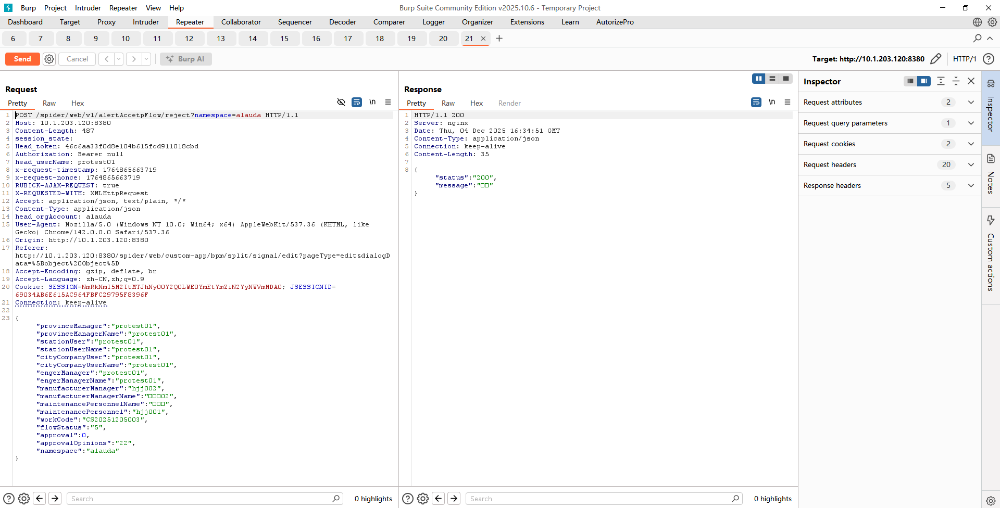 Burp Project Intruder Repeater View Help
Burp Suite Community Edition v2025.10.6 - Temporary Project
Dashboard Target Proxy Intruder Repeater Collaborator Sequencer Decoder Comparer Logger Organizer Extensions Learn AutorizePro
6 7 8 9 10 11 12 13 14 15 16 17 18 19 20 21 × +
Send Cancel Burp AI
Target: http://10.1.203.120:8380 HTTP/1
Request
Pretty Raw Hex
\n
1 POST /spider/web/v1/alertAccetpFlow/reject?namespace=alauda HTTP/1.1
2 Host: 10.1.203.120:8380
3 Content-Length: 487
4 session_state:
5 Head_token: 46c6aa33f0d8e104b615fcd911018cbd
6 Authorization: Bearer null
7 head_userName: protest01
8 x-request-timestamp: 1764865663719
9 x-request-nonce: 1764865663719
10 RUBICK-AJAX-REQUEST: true
11 X-REQUESTED-WITH: XMLHttpRequest
12 Accept: application/json, text/plain, */*
13 Content-Type: application/json
14 head_orgAccount: alauda
15 User-Agent: Mozilla/5.0 (Windows NT 10.0; Win64; x64) AppleWebKit/537.36 (KHTML, like
Gecko) Chrome/142.0.0.0 Safari/537.36
16 Origin: http://10.1.203.120:8380
17 Referer:
http://10.1.203.120:8380/spider/web/custom-app/bpm/split/signal/edit?pageType=edit&dialogD
ata=%5Bobject%20Object%5D
18 Accept-Encoding: gzip, deflate, br
19 Accept-Language: zh-CN,zh;q=0.9
20 Cookie: SESSION=NmRkNmI5M2ItMTJhNy00Y2Q0LWE0YmEtYmZiN2YyNWVmMDA0; JSESSIONID=
69034AB6E615AC964FBFC29795F8396F
21 Connection: keep-alive
22
23 {
"provinceManager":"protest01",
"provinceManagerName":"protest01",
"stationUser":"protest01",
"stationUserName":"protest01",
"cityCompanyUser":"protest01",
"cityCompanyUserName":"protest01",
"engerManager":"protest01",
"engerManagerName":"protest01",
"manufacturerManager":"hjj002",
"manufacturerManagerName":"□□□02",
"maintenancePersonnelName":"□□□",
"maintenancePersonnel":"hjj001",
"workCode":"CS20251205003",
"flowStatus":"5",
"approval":0,
"approvalOpinions":"22",
"namespace":"alauda"
}
Search 0 highlights
Response
Pretty Raw Hex Render
\n
1 HTTP/1.1 200
2 Server: nginx
3 Date: Thu, 04 Dec 2025 16:34:51 GMT
4 Content-Type: application/json
5 Connection: keep-alive
6 Content-Length: 35
7
8 {
"status":"200",
"message":"□□"
}
Search 0 highlights
Inspector
Request attributes 2
Request query parameters 1
Request cookies 2
Request headers 20
Response headers 5
Inspector
Notes
Custom actions